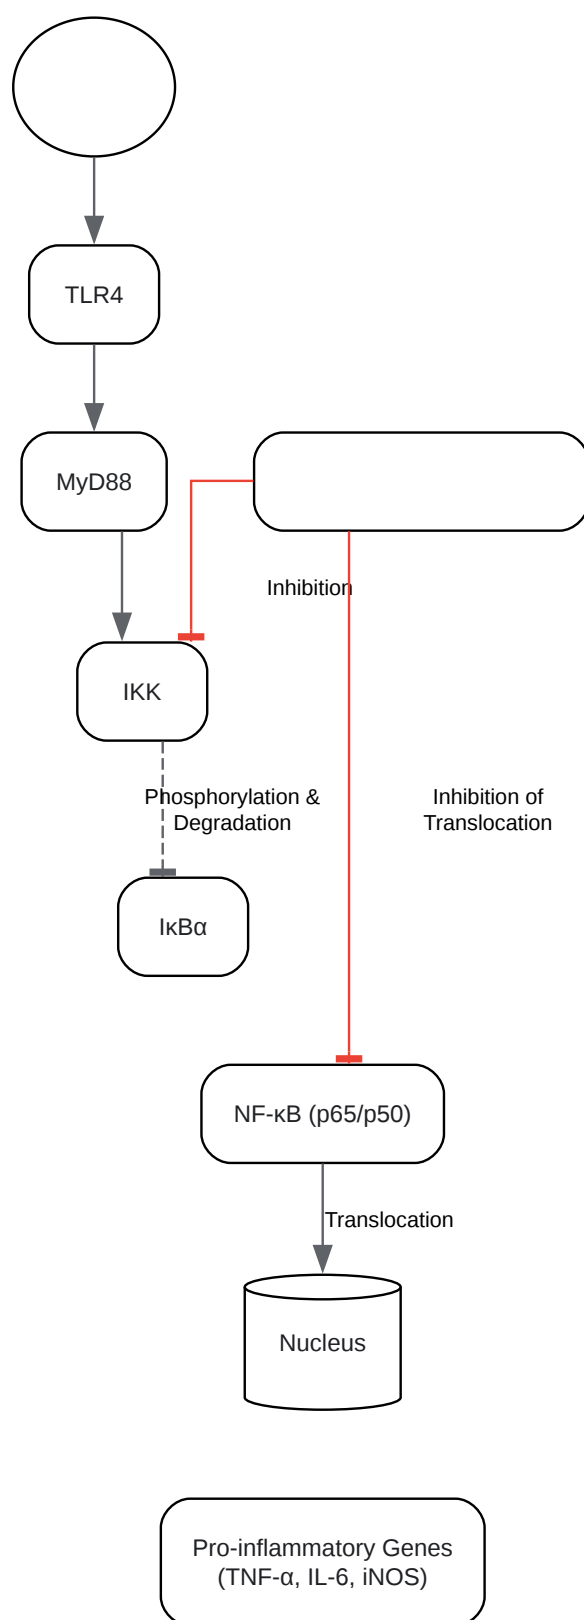 TLR4
MyD88
Inhibition
IKK
Phosphorylation &
Degradation
Inhibition of
Translocation
IκBα
NF-κB (p65/p50)
Translocation
Nucleus
Pro-inflammatory Genes
(TNF-α, IL-6, iNOS)